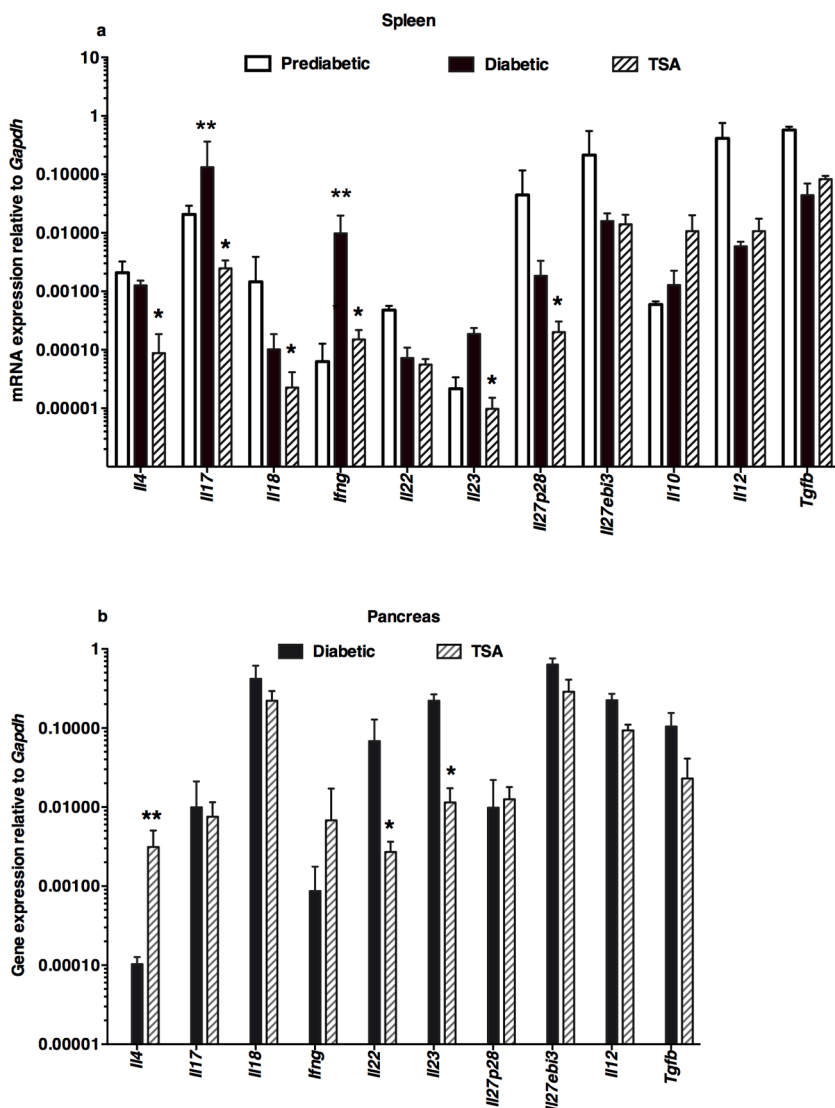 Spleen
a
Prediabetic Diabetic TSA
mRNA expression relative to Gapdh
10
1
0.10000
0.01000
0.00100
0.00010
0.00001
**
*
*
*
**
*
*
*
Il4 Il17 Il18 Ifng Il22 Il23 Il27p28 Il27ebi3 Il10 Il12 Tgfb
b
Pancreas
Diabetic TSA
Gene expression relative to Gapdh
1
0.10000
0.01000
0.00100
0.00010
0.00001
**
*
*
Il4 Il17 Il18 Ifng Il22 Il23 Il27p28 Il27ebi3 Il12 Tgfb